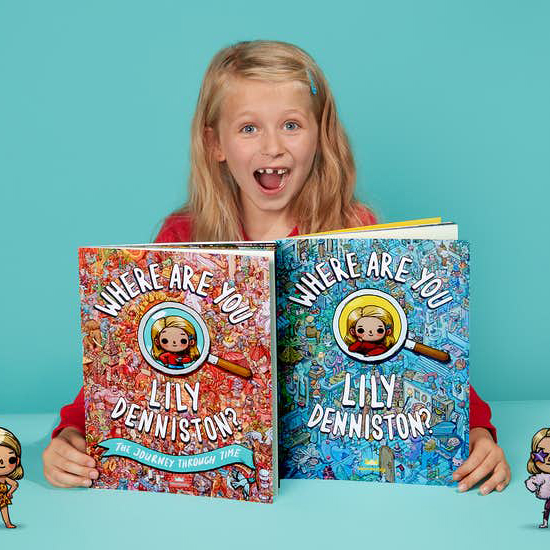 WHERE ARE YOU
LILY
DENNISTON?
THE JOURNEY THROUGH TIME
WHERE ARE YOU
LILY
DENNISTON?